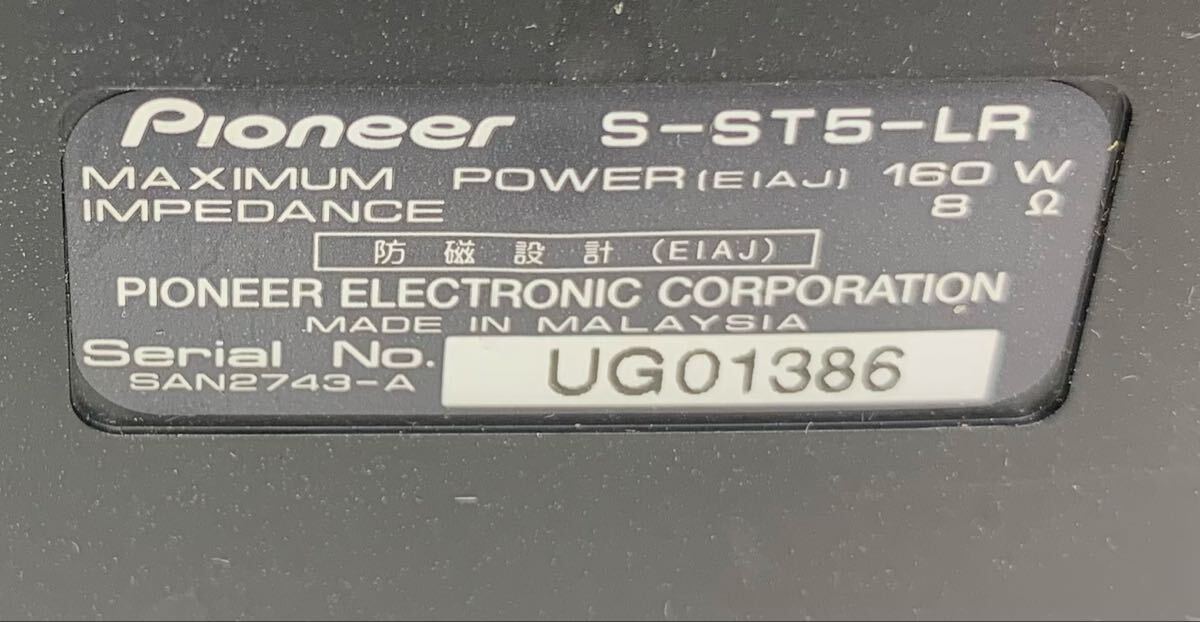 Pioneer S-ST5-LR
MAXIMUM POWER (EIAJ) 160 W
IMPEDANCE 8 Ω
防磁設計 (EIAJ)
PIONEER ELECTRONIC CORPORATION
MADE IN MALAYSIA
Serial No. UG01386
SAN2743-A